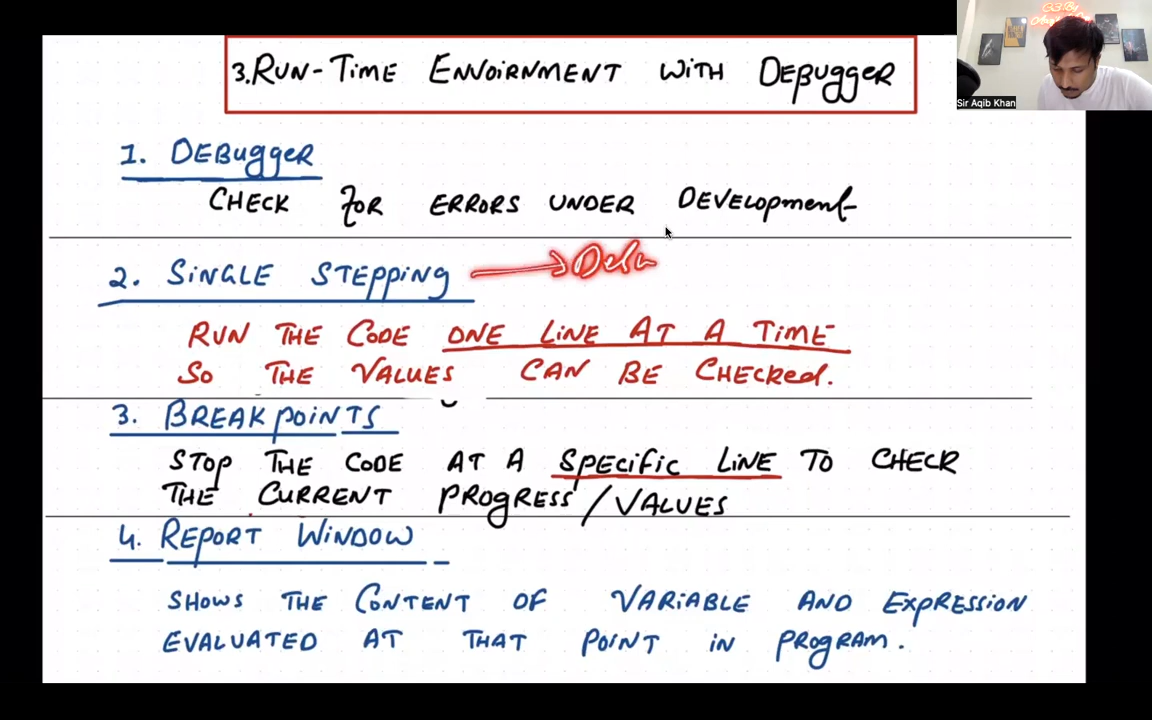 3. RUN-TIME ENVOIRNMENT WITH DEBUGGER
Sir Aqib Khan
1. DEBUGGER
CHECK FOR ERRORS UNDER DEVELOPMENT
2. SINGLE STEPPING → Debu
RUN THE CODE ONE LINE AT A TIME
SO THE VALUES CAN BE CHECKED.
3. BREAKPOINTS
STOP THE CODE AT A SPECIFIC LINE TO CHECK
THE CURRENT PROGRESS/VALUES
4. REPORT WINDOW
SHOWS THE CONTENT OF VARIABLE AND EXPRESSION
EVALUATED AT THAT POINT IN PROGRAM.